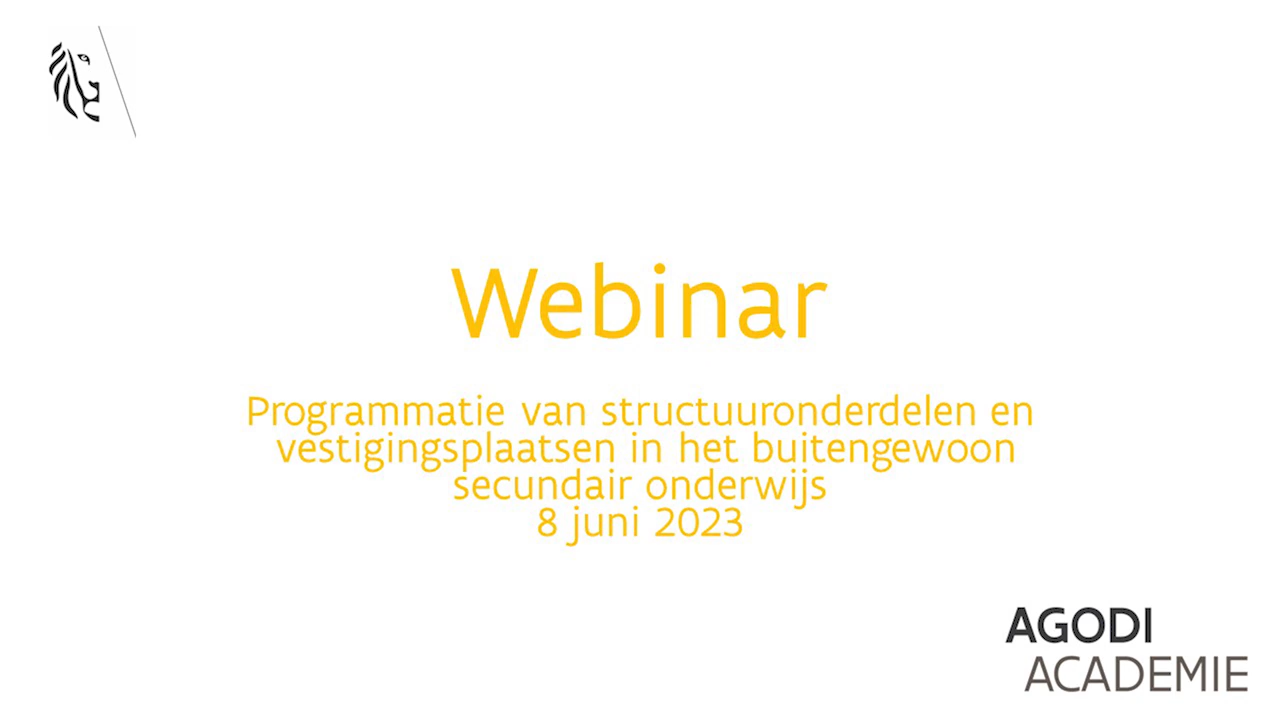 Webinar
Programmatie van structuuronderdelen en
vestigingsplaatsen in het buitengewoon
secundair onderwijs
8 juni 2023
AGODI
ACADEMIE